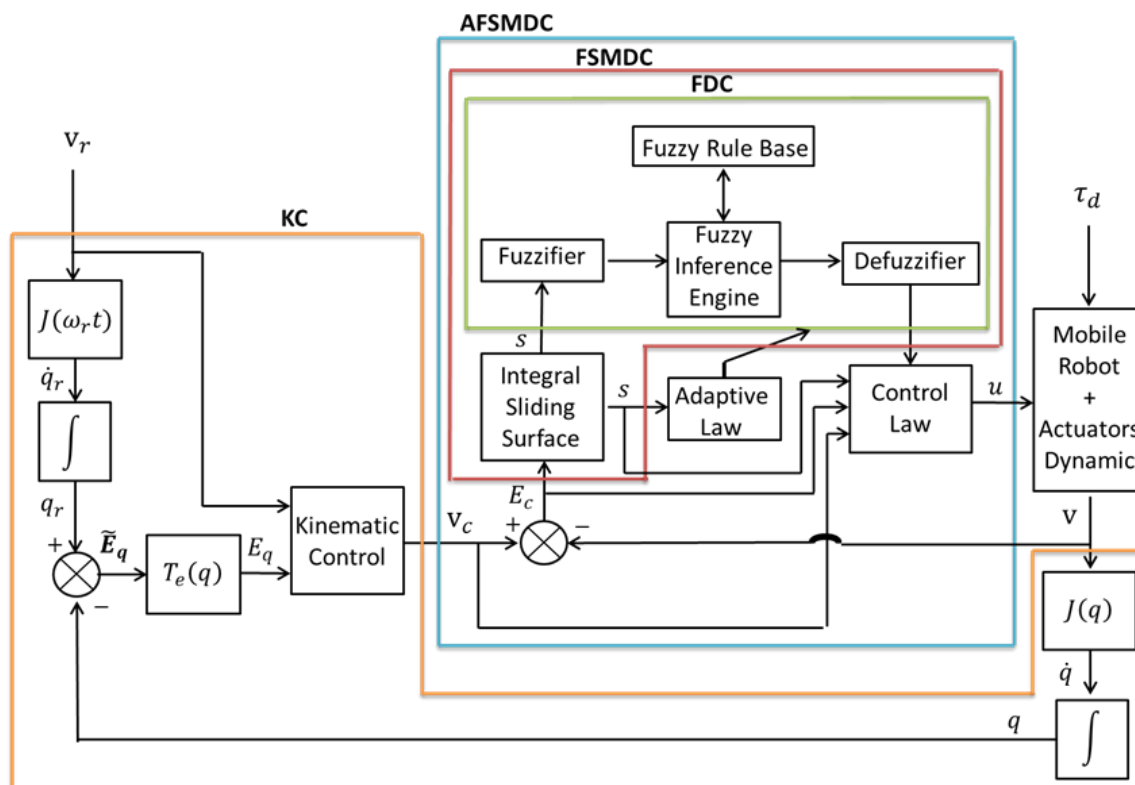 AFSMDC
FSMDC
FDC
v_r
Fuzzy Rule Base
τ_d
KC
Fuzzifier
Fuzzy
Inference
Engine
Defuzzifier
J(ω_r t)
s
Mobile
Robot
+
Actuators
Dynamic
q̇_r
Integral
Sliding
Surface
s
Adaptive
Law
Control
Law
u
∫
q_r
E_c
v
Kinematic
Control
v_c
+
−
+
Ẽ_q
T_e(q)
E_q
−
J(q)
q̇
q
∫